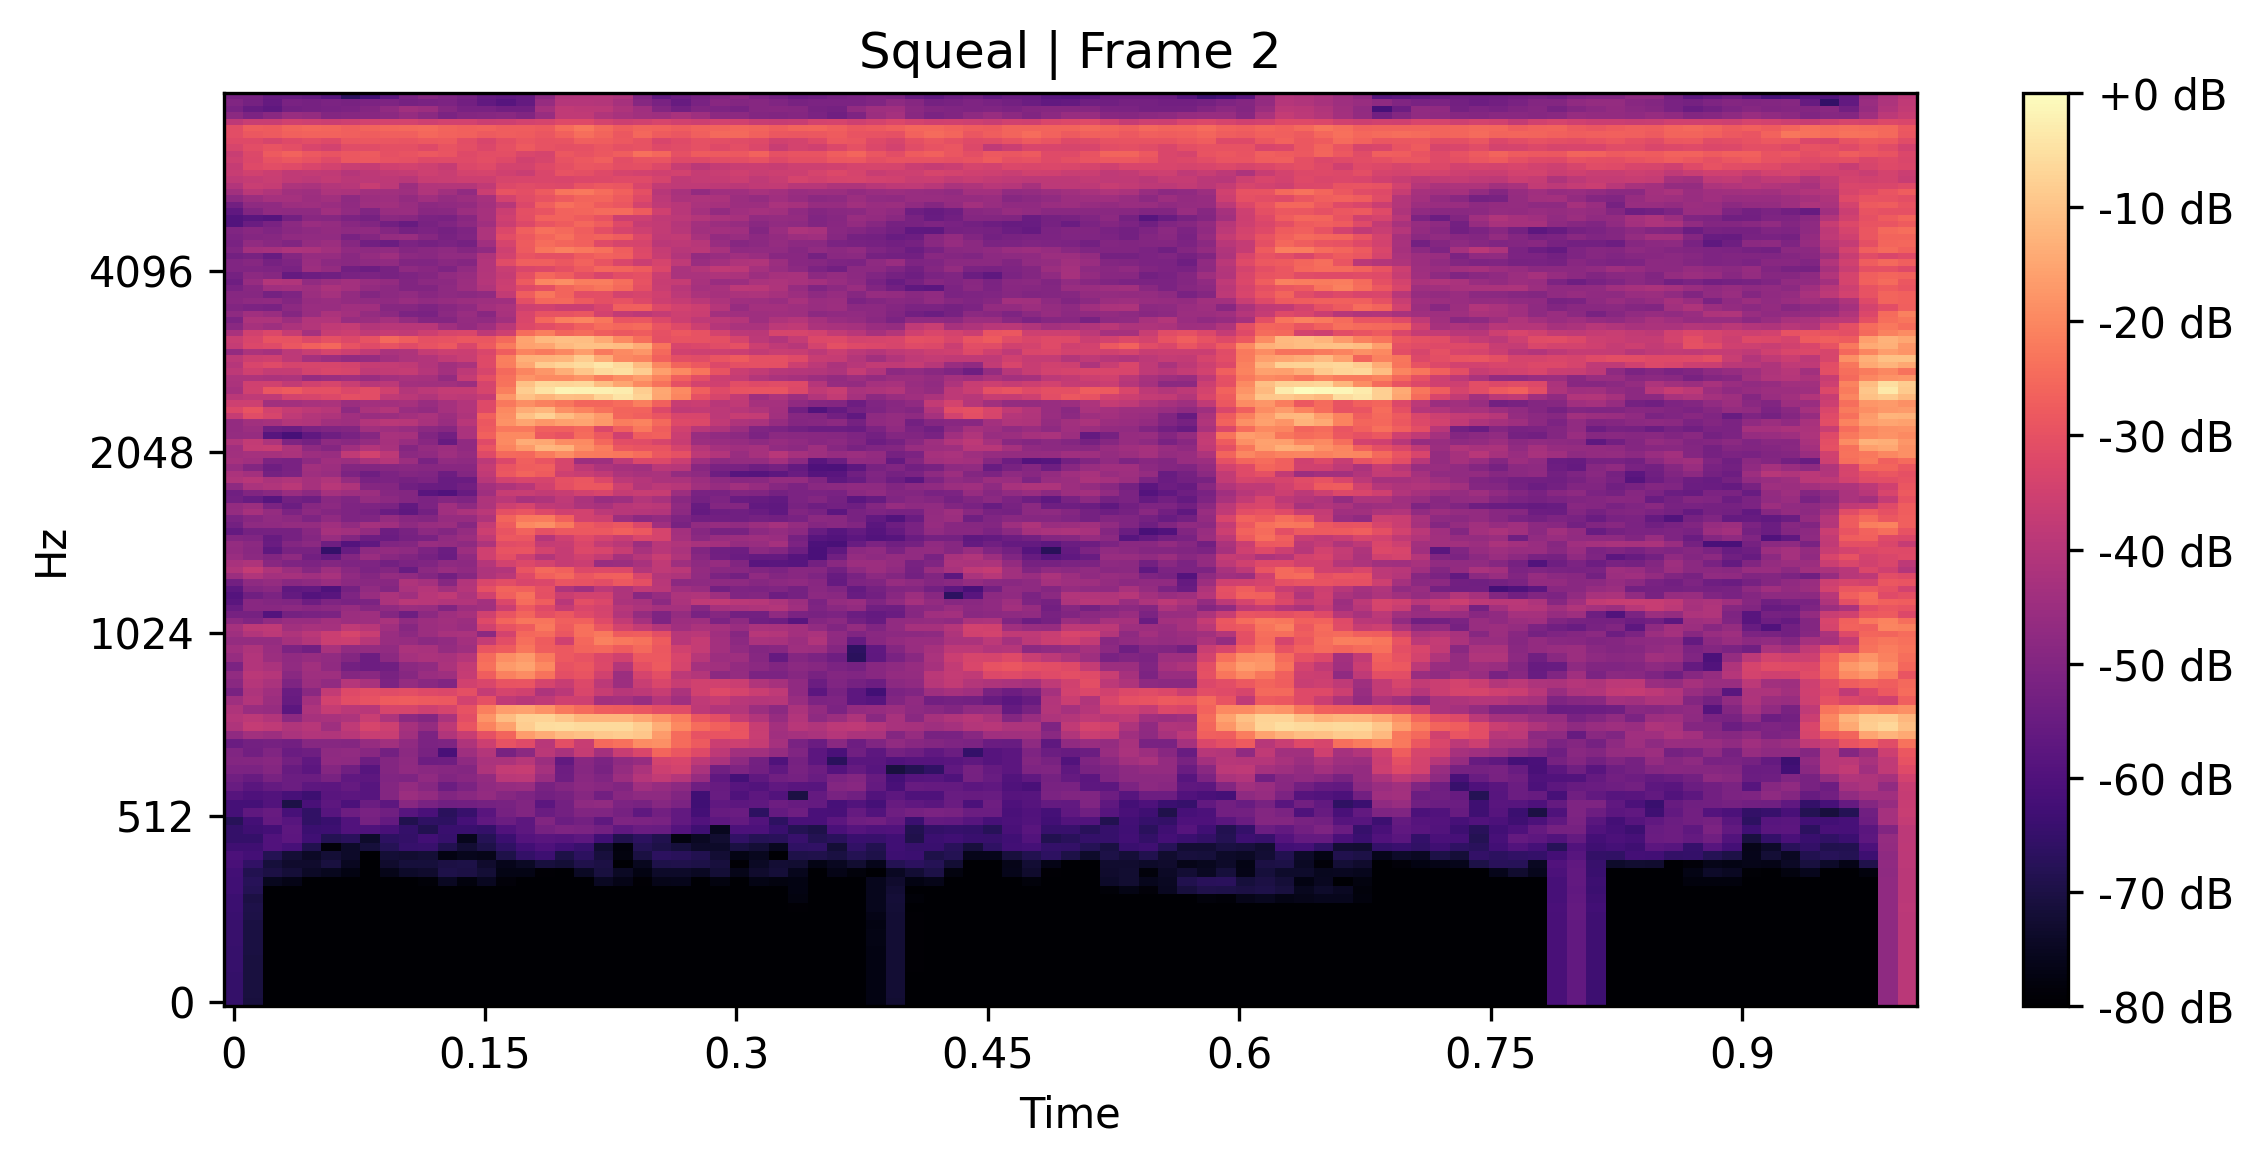 Squeal | Frame 2
Hz
4096
2048
1024
512
0
0 0.15 0.3 0.45 0.6 0.75 0.9
Time
+0 dB
-10 dB
-20 dB
-30 dB
-40 dB
-50 dB
-60 dB
-70 dB
-80 dB